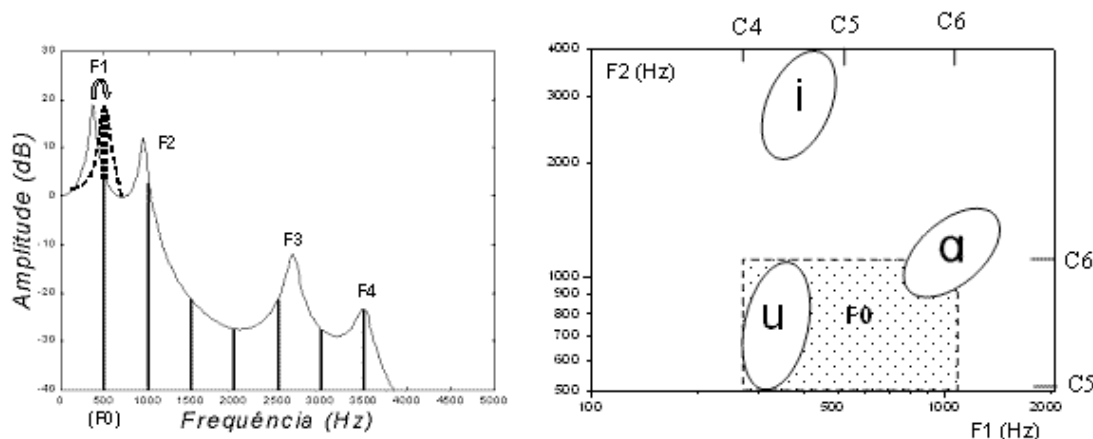 30
20
10
0
-10
-20
-30
-40
Amplitude (dB)
F1
F2
F3
F4
0 500 1000 1500 2000 2500 3000 3500 4000 4500 5000
(F0)
Frequência (Hz)
C4 C5 C6
4000
3000
2000
1000
900
800
700
600
500
F2 (Hz)
i
ɑ
u
F0
C6
C5
100 500 1000 2000
F1 (Hz)